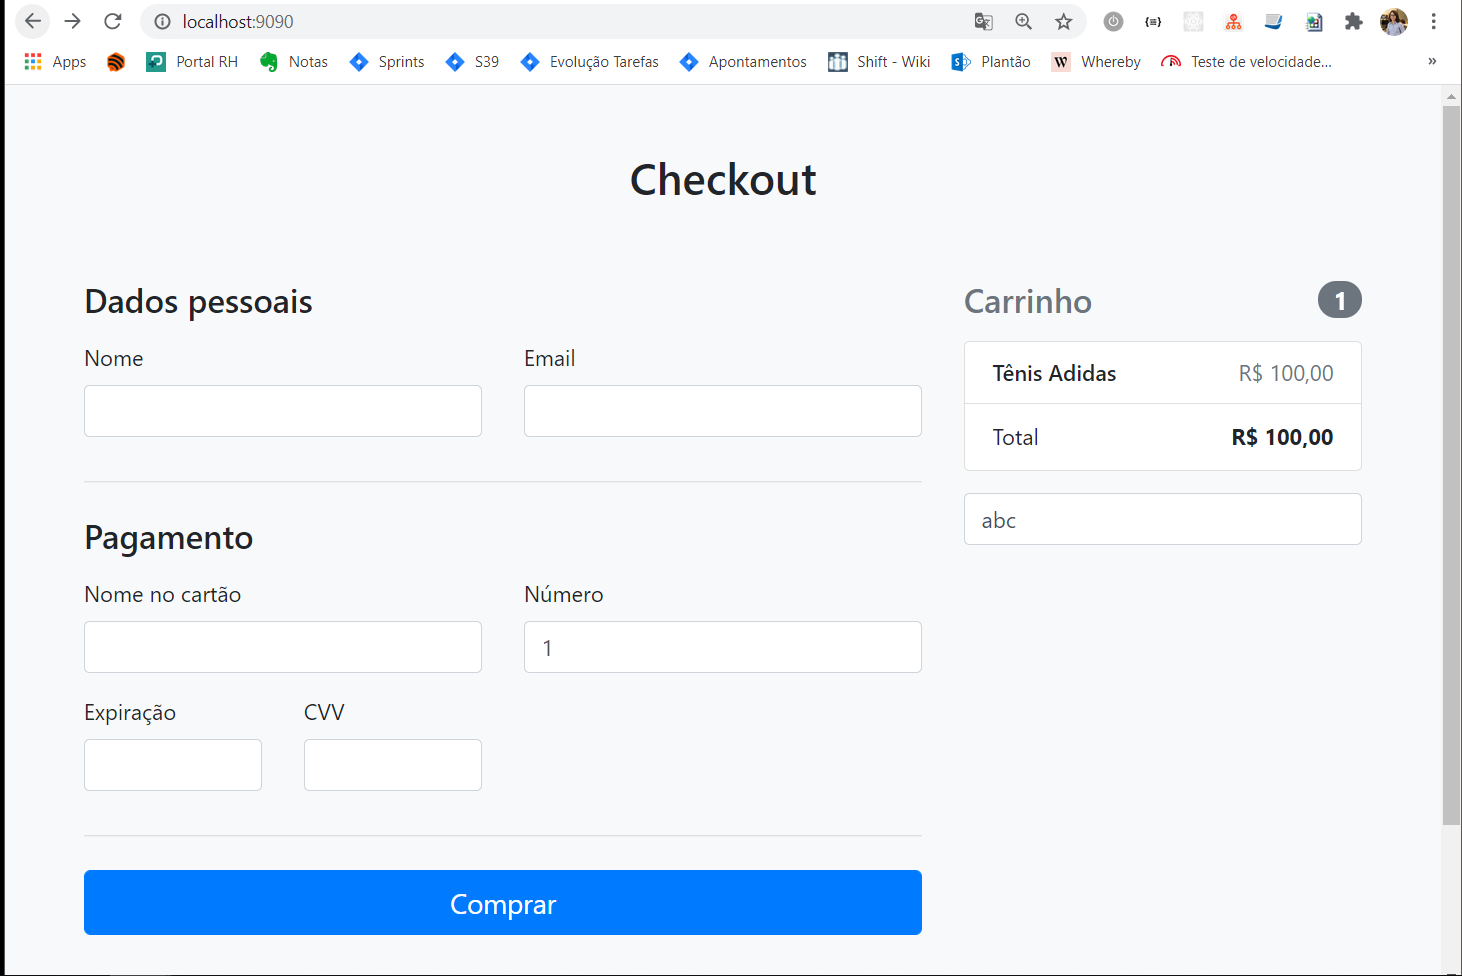 localhost:9090
Apps Portal RH Notas Sprints S39 Evolução Tarefas Apontamentos Shift - Wiki Plantão Whereby Teste de velocidade... »
Checkout
Dados pessoais
Nome Email
Pagamento
Nome no cartão Número
1
Expiração CVV
Comprar
Carrinho 1
Tênis Adidas R$ 100,00
Total R$ 100,00
abc